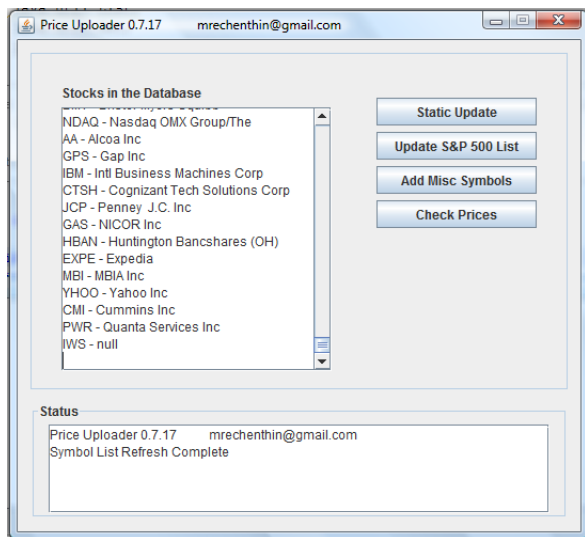 Price Uploader 0.7.17 mrechenthin@gmail.com
Stocks in the Database
NDAQ - Nasdaq OMX Group/The
AA - Alcoa Inc
GPS - Gap Inc
IBM - Intl Business Machines Corp
CTSH - Cognizant Tech Solutions Corp
JCP - Penney J.C. Inc
GAS - NICOR Inc
HBAN - Huntington Bancshares (OH)
EXPE - Expedia
MBI - MBIA Inc
YHOO - Yahoo Inc
CMI - Cummins Inc
PWR - Quanta Services Inc
IWS - null
Static Update
Update S&P 500 List
Add Misc Symbols
Check Prices
Status
Price Uploader 0.7.17 mrechenthin@gmail.com
Symbol List Refresh Complete